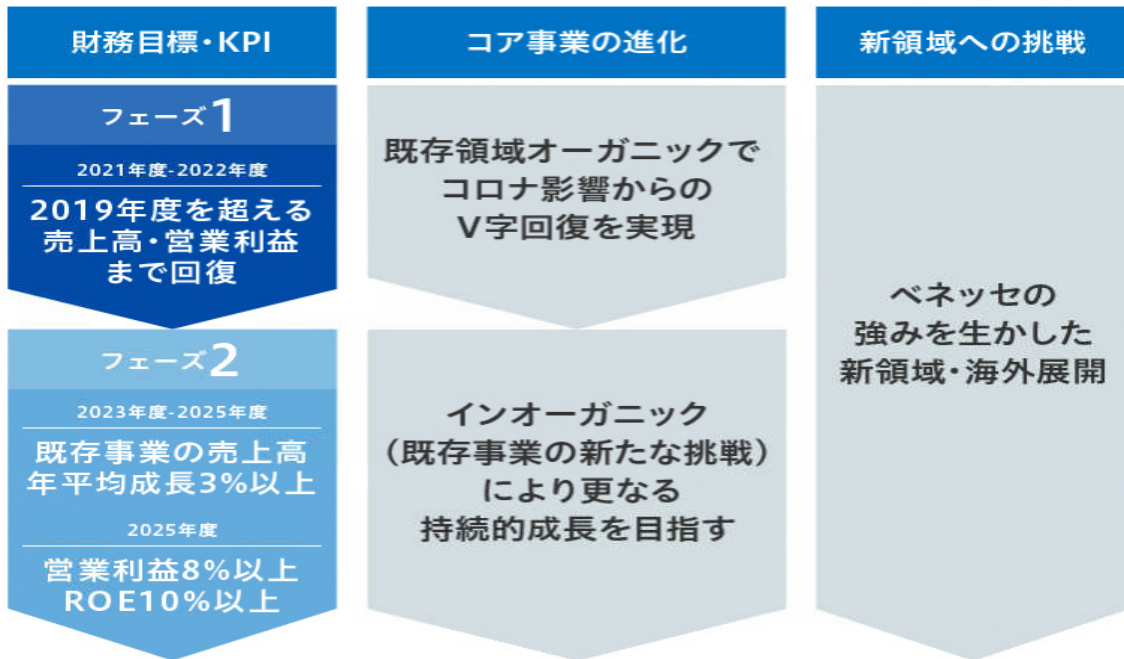 財務目標・KPI
フェーズ1
2021年度-2022年度
2019年度を超える
売上高・営業利益
まで回復
フェーズ2
2023年度-2025年度
既存事業の売上高
年平均成長3%以上
2025年度
営業利益8%以上
ROE10%以上
コア事業の進化
既存領域オーガニックで
コロナ影響からの
V字回復を実現
インオーガニック
(既存事業の新たな挑戦)
により更なる
持続的成長を目指す
新領域への挑戦
ベネッセの
強みを生かした
新領域・海外展開